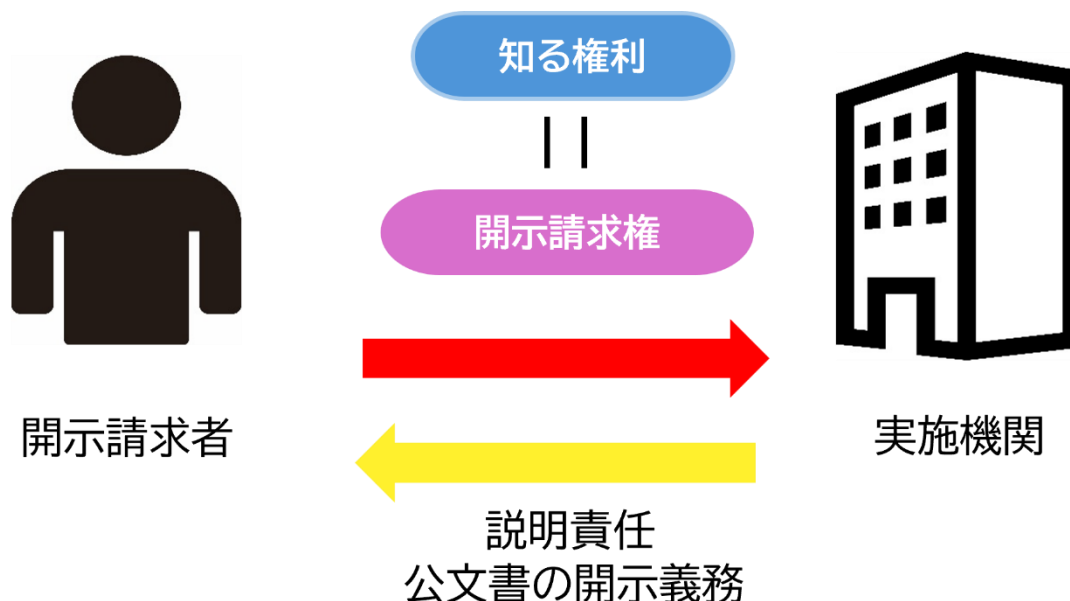 知る権利
||
開示請求権
開示請求者
実施機関
説明責任
公文書の開示義務